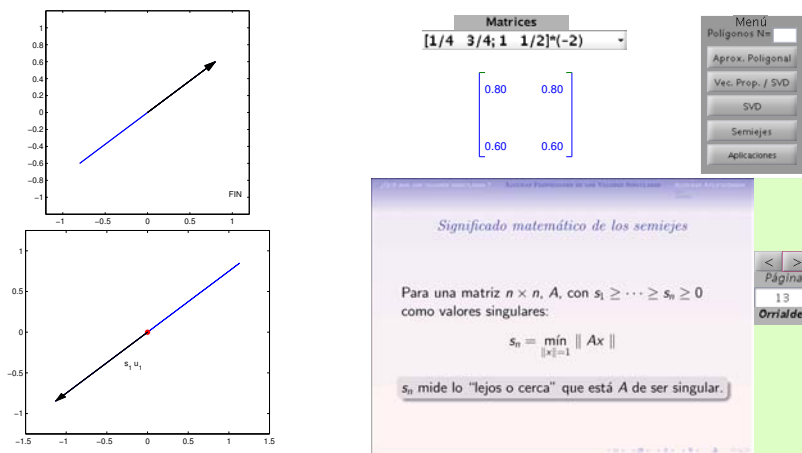 1
0.8
0.6
0.4
0.2
0
−0.2
−0.4
−0.6
−0.8
−1
FIN
−1 −0.5 0 0.5 1
1
0.5
0
−0.5
−1
s1 u1
−1.5 −1 −0.5 0 0.5 1 1.5
Matrices
[1/4 3/4; 1 1/2]*(-2)
0.80 0.80
0.60 0.60
Menú
Poligonos N=
Aprox. Poligonal
Vec. Prop. / SVD
SVD
Semiejes
Aplicaciones
Significado matemático de los semiejes
Para una matriz n × n, A, con s1 ≥ · · · ≥ sn ≥ 0
como valores singulares:
sn = mín ‖ Ax ‖
‖x‖=1
sn mide lo “lejos o cerca” que está A de ser singular.
< >
Página
13
Orrialde